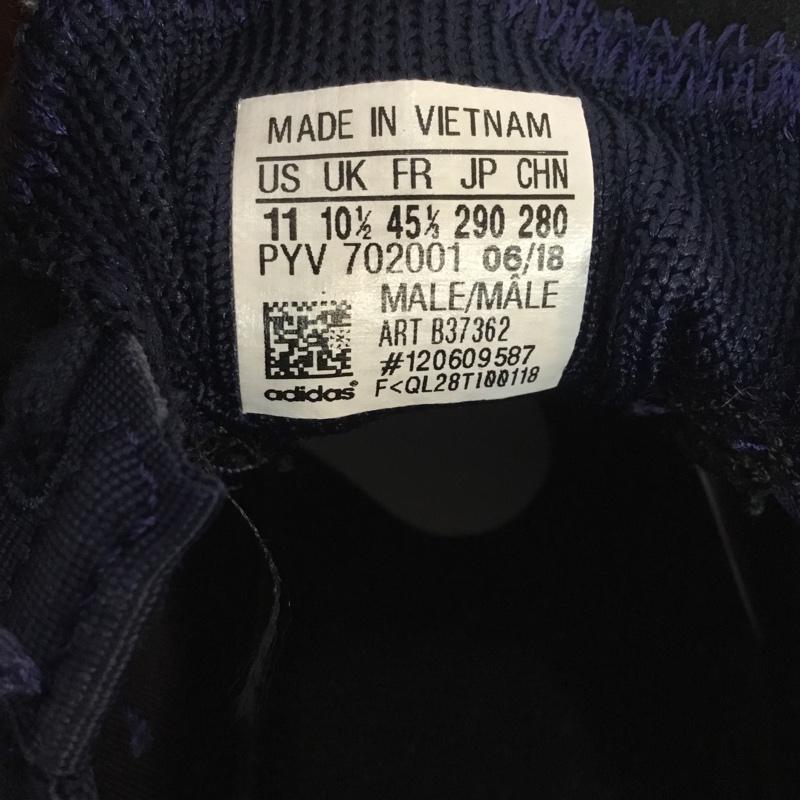 MADE IN VIETNAM
US UK FR JP CHN
11 10½ 45⅓ 290 280
PYV 702001 06/18
MALE/MÂLE
ART B37362
#120609587
adidas® F<QL28TI00118